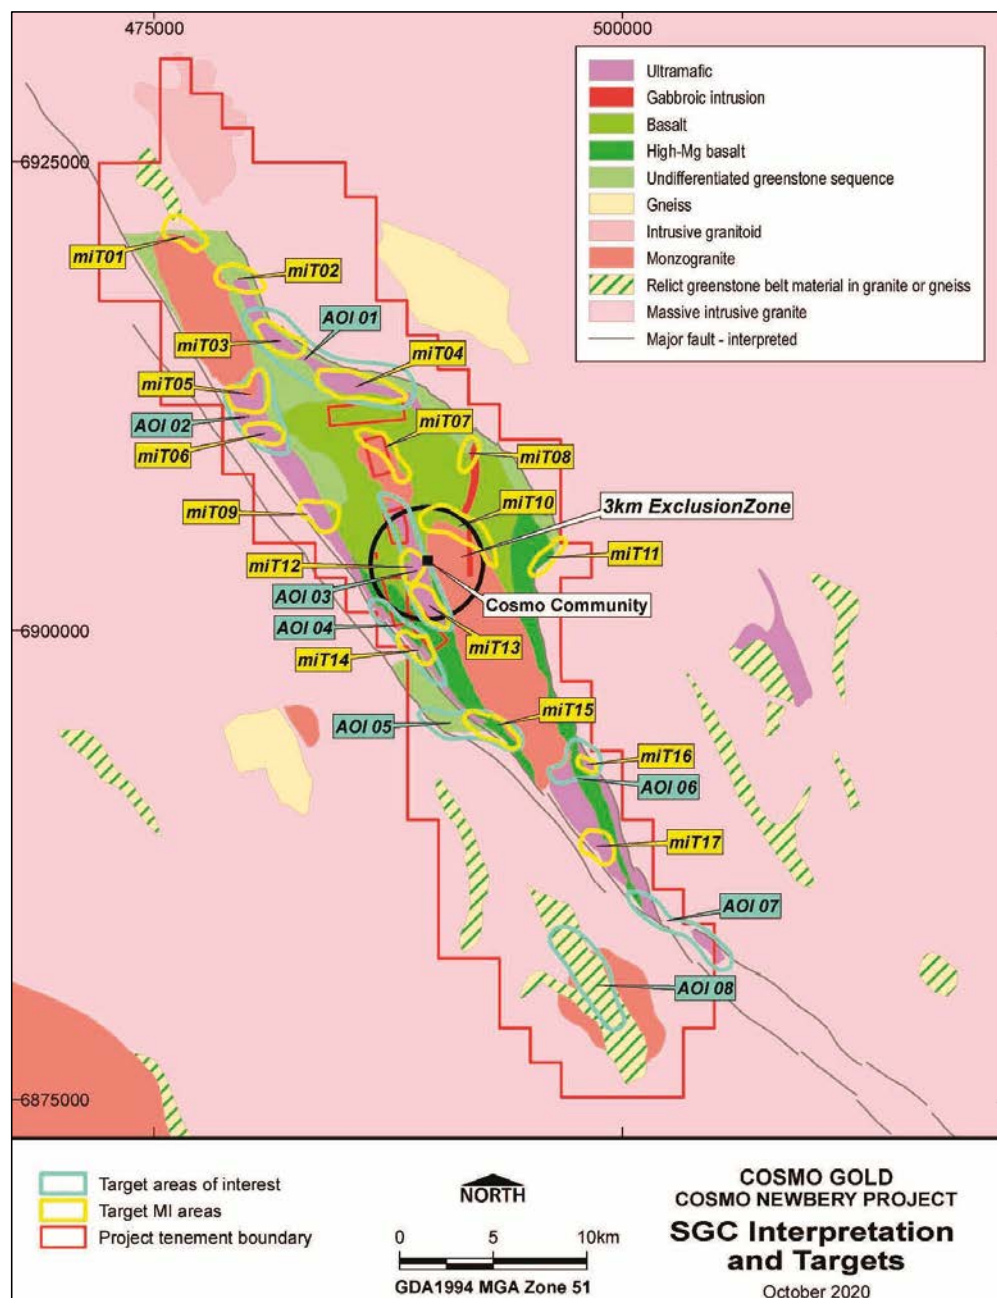 475000
500000
Ultramafic
Gabbroic intrusion
Basalt
High-Mg basalt
Undifferentiated greenstone sequence
Gneiss
Intrusive granitoid
Monzogranite
Relict greenstone belt material in granite or gneiss
Massive intrusive granite
Major fault - interpreted
6925000
miT01
miT02
AOI 01
miT03
miT04
miT05
AOI 02
miT07
miT06
miT08
miT10
3km ExclusionZone
miT09
miT11
miT12
AOI 03
Cosmo Community
6900000
AOI 04
miT13
miT14
miT15
AOI 05
miT16
AOI 06
miT17
AOI 07
AOI 08
6875000
Target areas of interest
Target MI areas
Project tenement boundary
NORTH
0 5 10km
GDA1994 MGA Zone 51
COSMO GOLD
COSMO NEWBERY PROJECT
SGC Interpretation
and Targets
October 2020